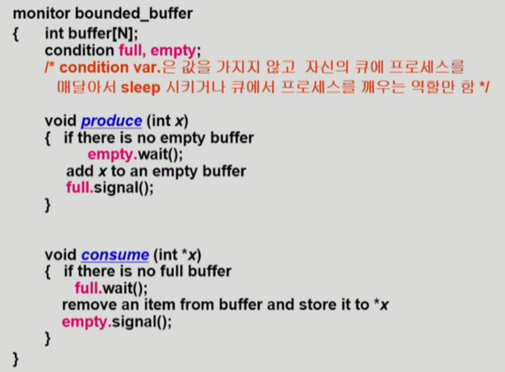 monitor bounded_buffer
{ int buffer[N];
condition full, empty;
/* condition var.은 값을 가지지 않고 자신의 큐에 프로세스를
매달아서 sleep 시키거나 큐에서 프로세스를 깨우는 역할만 함 */
void produce (int x)
{ if there is no empty buffer
empty.wait();
add x to an empty buffer
full.signal();
}
void consume (int *x)
{ if there is no full buffer
full.wait();
remove an item from buffer and store it to *x
empty.signal();
}
}